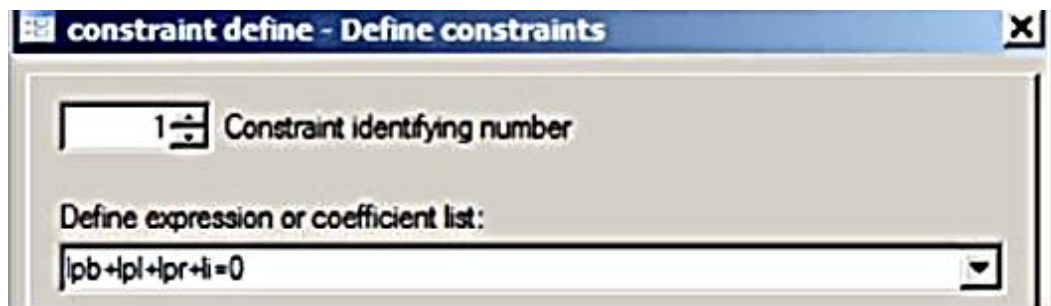 constraint define - Define constraints
1 Constraint identifying number
Define expression or coefficient list:
lpb+lpl+lpr+li=0